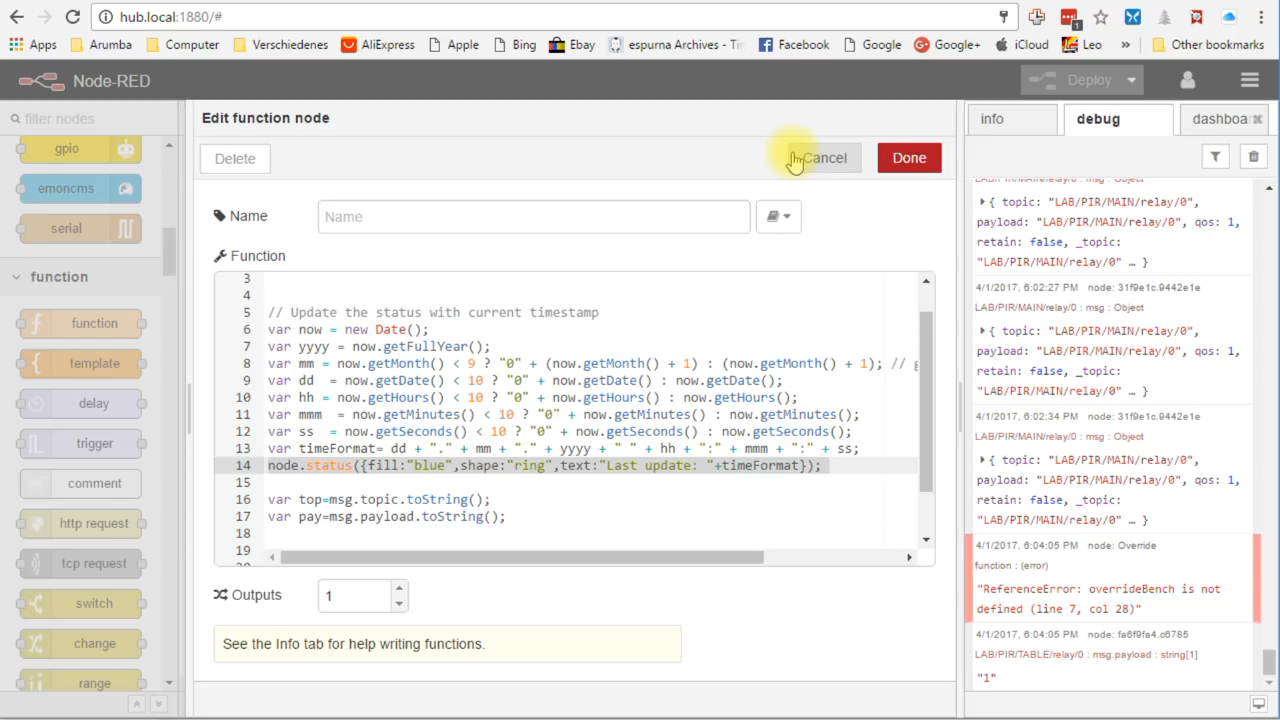 hub.local:1880/#
1
Apps
Arumba
Computer
Verschiedenes
AliExpress
Apple
Bing
Ebay
espurna Archives - Tin
Facebook
Google
Google+
iCloud
Leo
»
Other bookmarks
Node-RED
Deploy
filter nodes
Edit function node
info
debug
dashboa
gpio
Delete
Cancel
Done
emoncms
serial
Name
Name
function
Function
function
template
delay
trigger
comment
http request
tcp request
switch
change
range
3
4
5 // Update the status with current timestamp
6 var now = new Date();
7 var yyyy = now.getFullYear();
8 var mm = now.getMonth() < 9 ? "0" + (now.getMonth() + 1) : (now.getMonth() + 1); // g
9 var dd  = now.getDate() < 10 ? "0" + now.getDate() : now.getDate();
10 var hh = now.getHours() < 10 ? "0" + now.getHours() : now.getHours();
11 var mmm  = now.getMinutes() < 10 ? "0" + now.getMinutes() : now.getMinutes();
12 var ss  = now.getSeconds() < 10 ? "0" + now.getSeconds() : now.getSeconds();
13 var timeFormat= dd + "." + mm + "." + yyyy + " " + hh + ":" + mmm + ":" + ss;
14 node.status({fill:"blue",shape:"ring",text:"Last update: "+timeFormat});
15
16 var top=msg.topic.toString();
17 var pay=msg.payload.toString();
18
19
Outputs
1
See the Info tab for help writing functions.
LAB/PIR/MAIN/relay/0 : msg : Object
{ topic: "LAB/PIR/MAIN/relay/0",
payload: "LAB/PIR/MAIN/relay/0", qos: 1,
retain: false, _topic:
"LAB/PIR/MAIN/relay/0" … }
4/1/2017, 6:02:27 PM node: 31f9e1c.9442e1e
LAB/PIR/MAIN/relay/0 : msg : Object
{ topic: "LAB/PIR/MAIN/relay/0",
payload: "LAB/PIR/MAIN/relay/0", qos: 1,
retain: false, _topic:
"LAB/PIR/MAIN/relay/0" … }
4/1/2017, 6:02:34 PM node: 31f9e1c.9442e1e
LAB/PIR/MAIN/relay/0 : msg : Object
{ topic: "LAB/PIR/MAIN/relay/0",
payload: "LAB/PIR/MAIN/relay/0", qos: 1,
retain: false, _topic:
"LAB/PIR/MAIN/relay/0" … }
4/1/2017, 6:04:05 PM node: Override
function : (error)
"ReferenceError: overrideBench is not
defined (line 7, col 28)"
4/1/2017, 6:04:05 PM node: fa6f9fa4.c6785
LAB/PIR/TABLE/relay/0 : msg.payload : string[1]
"1"